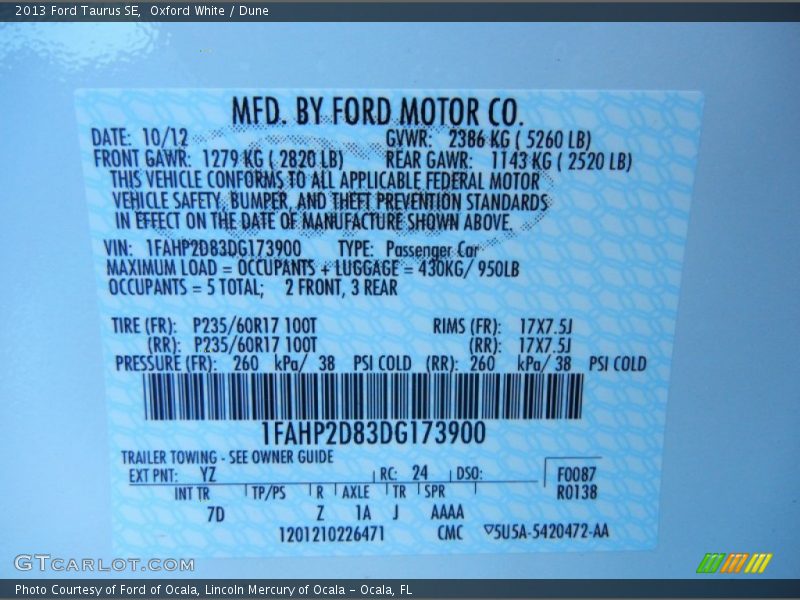 2013 Ford Taurus SE, Oxford White / Dune
MFD. BY FORD MOTOR CO.
DATE: 10/12 GVWR: 2386 KG ( 5260 LB)
FRONT GAWR: 1279 KG ( 2820 LB) REAR GAWR: 1143 KG ( 2520 LB)
THIS VEHICLE CONFORMS TO ALL APPLICABLE FEDERAL MOTOR
VEHICLE SAFETY, BUMPER, AND THEFT PREVENTION STANDARDS
IN EFFECT ON THE DATE OF MANUFACTURE SHOWN ABOVE.
VIN: 1FAHP2D83DG173900 TYPE: Passenger Car
MAXIMUM LOAD = OCCUPANTS + LUGGAGE = 430KG/ 950LB
OCCUPANTS = 5 TOTAL; 2 FRONT, 3 REAR
TIRE (FR): P235/60R17 100T RIMS (FR): 17X7.5J
(RR): P235/60R17 100T (RR): 17X7.5J
PRESSURE (FR): 260 kPa/ 38 PSI COLD (RR): 260 kPa/ 38 PSI COLD
1FAHP2D83DG173900
TRAILER TOWING - SEE OWNER GUIDE
EXT PNT: YZ RC: 24 DSO: F0087
INT TR TP/PS R AXLE TR SPR R0138
7D Z 1A J AAAA
1201210226471 CMC 5U5A-5420472-AA
GTCARLOT.COM
Photo Courtesy of Ford of Ocala, Lincoln Mercury of Ocala - Ocala, FL